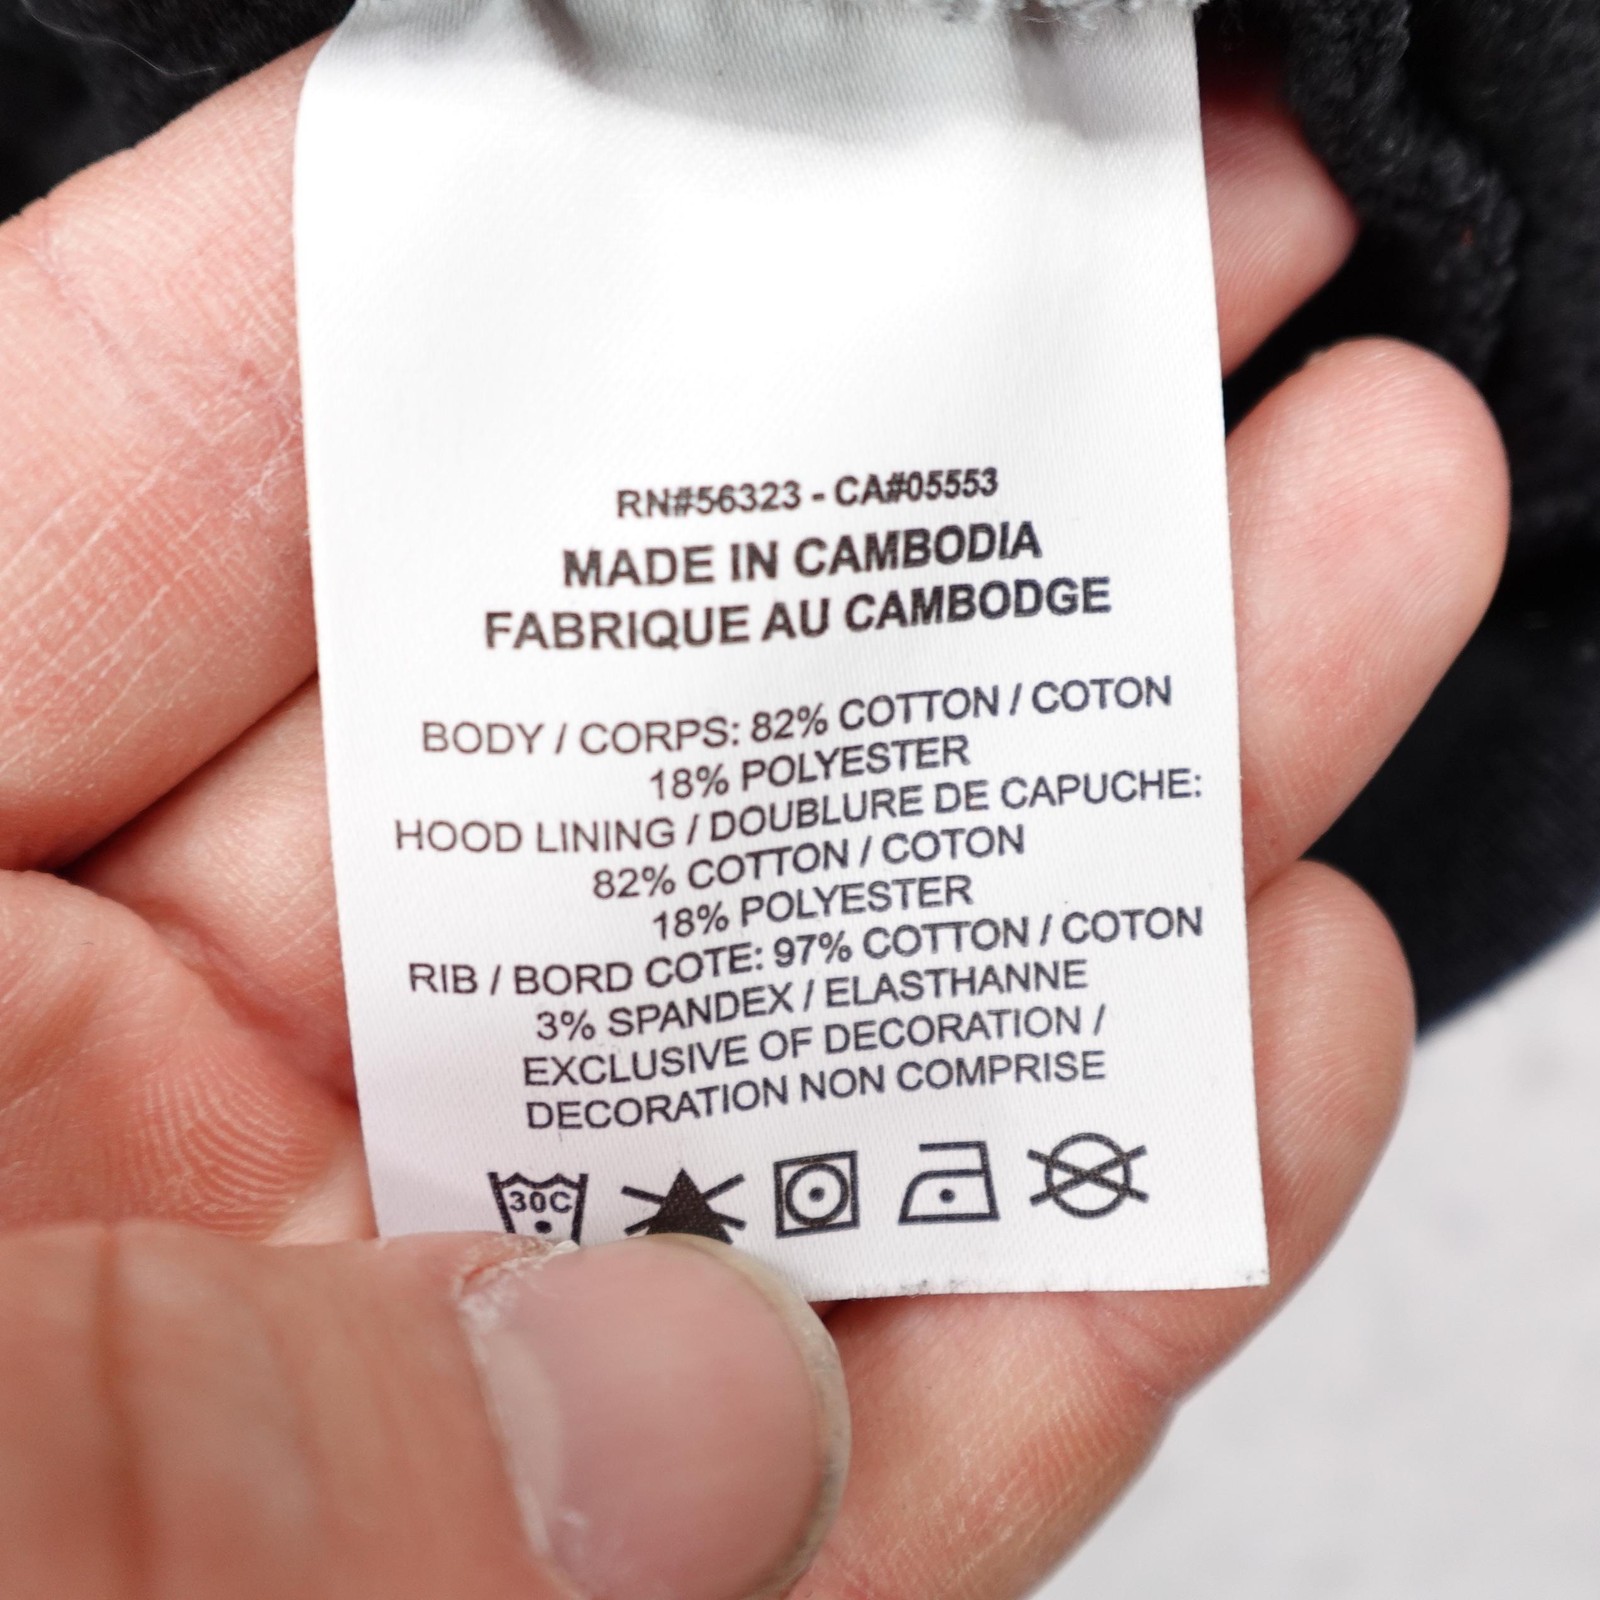 RN#56323 - CA#05553
MADE IN CAMBODIA
FABRIQUE AU CAMBODGE
BODY / CORPS: 82% COTTON / COTON
18% POLYESTER
HOOD LINING / DOUBLURE DE CAPUCHE:
82% COTTON / COTON
18% POLYESTER
RIB / BORD COTE: 97% COTTON / COTON
3% SPANDEX / ELASTHANNE
EXCLUSIVE OF DECORATION /
DECORATION NON COMPRISE
30C